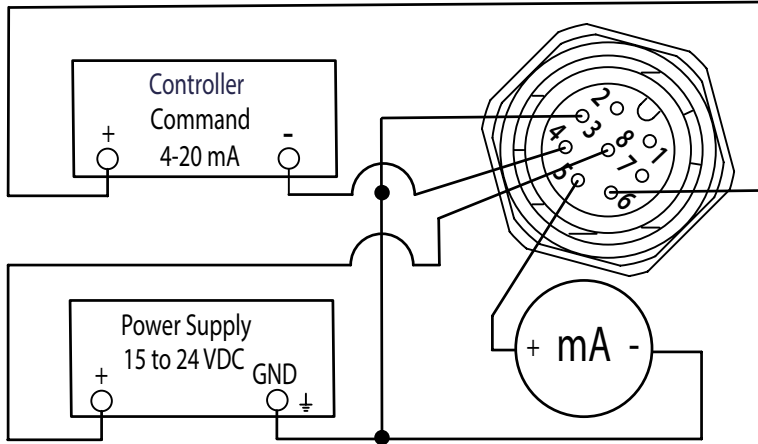 Controller
Command
4-20 mA
+
-
2
3
4
8
1
5
7
6
Power Supply
15 to 24 VDC
+
GND
+
mA
-